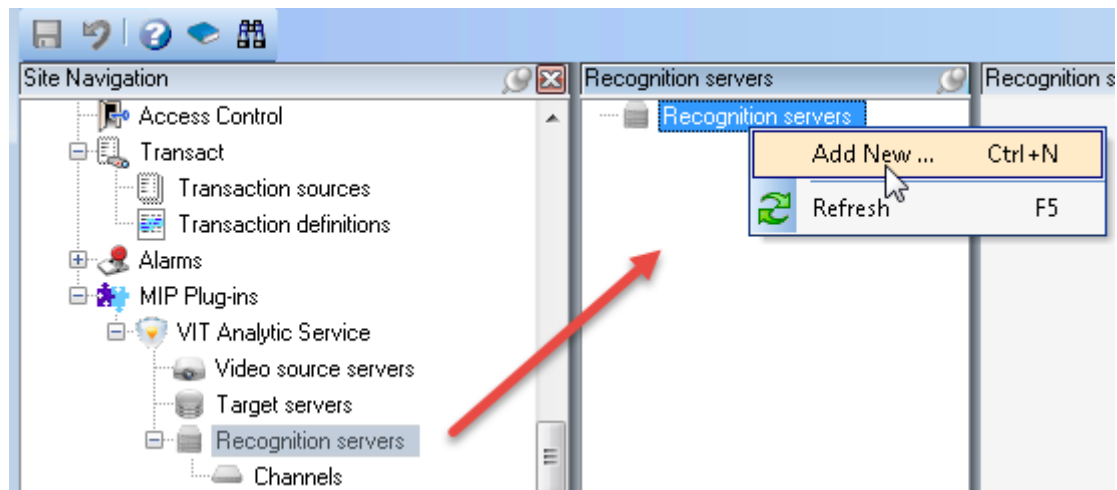 Site Navigation
Access Control
Transact
Transaction sources
Transaction definitions
Alarms
MIP Plug-ins
VIT Analytic Service
Video source servers
Target servers
Recognition servers
Channels
Recognition servers
Recognition servers
Add New ... Ctrl+N
Refresh F5
Recognition s